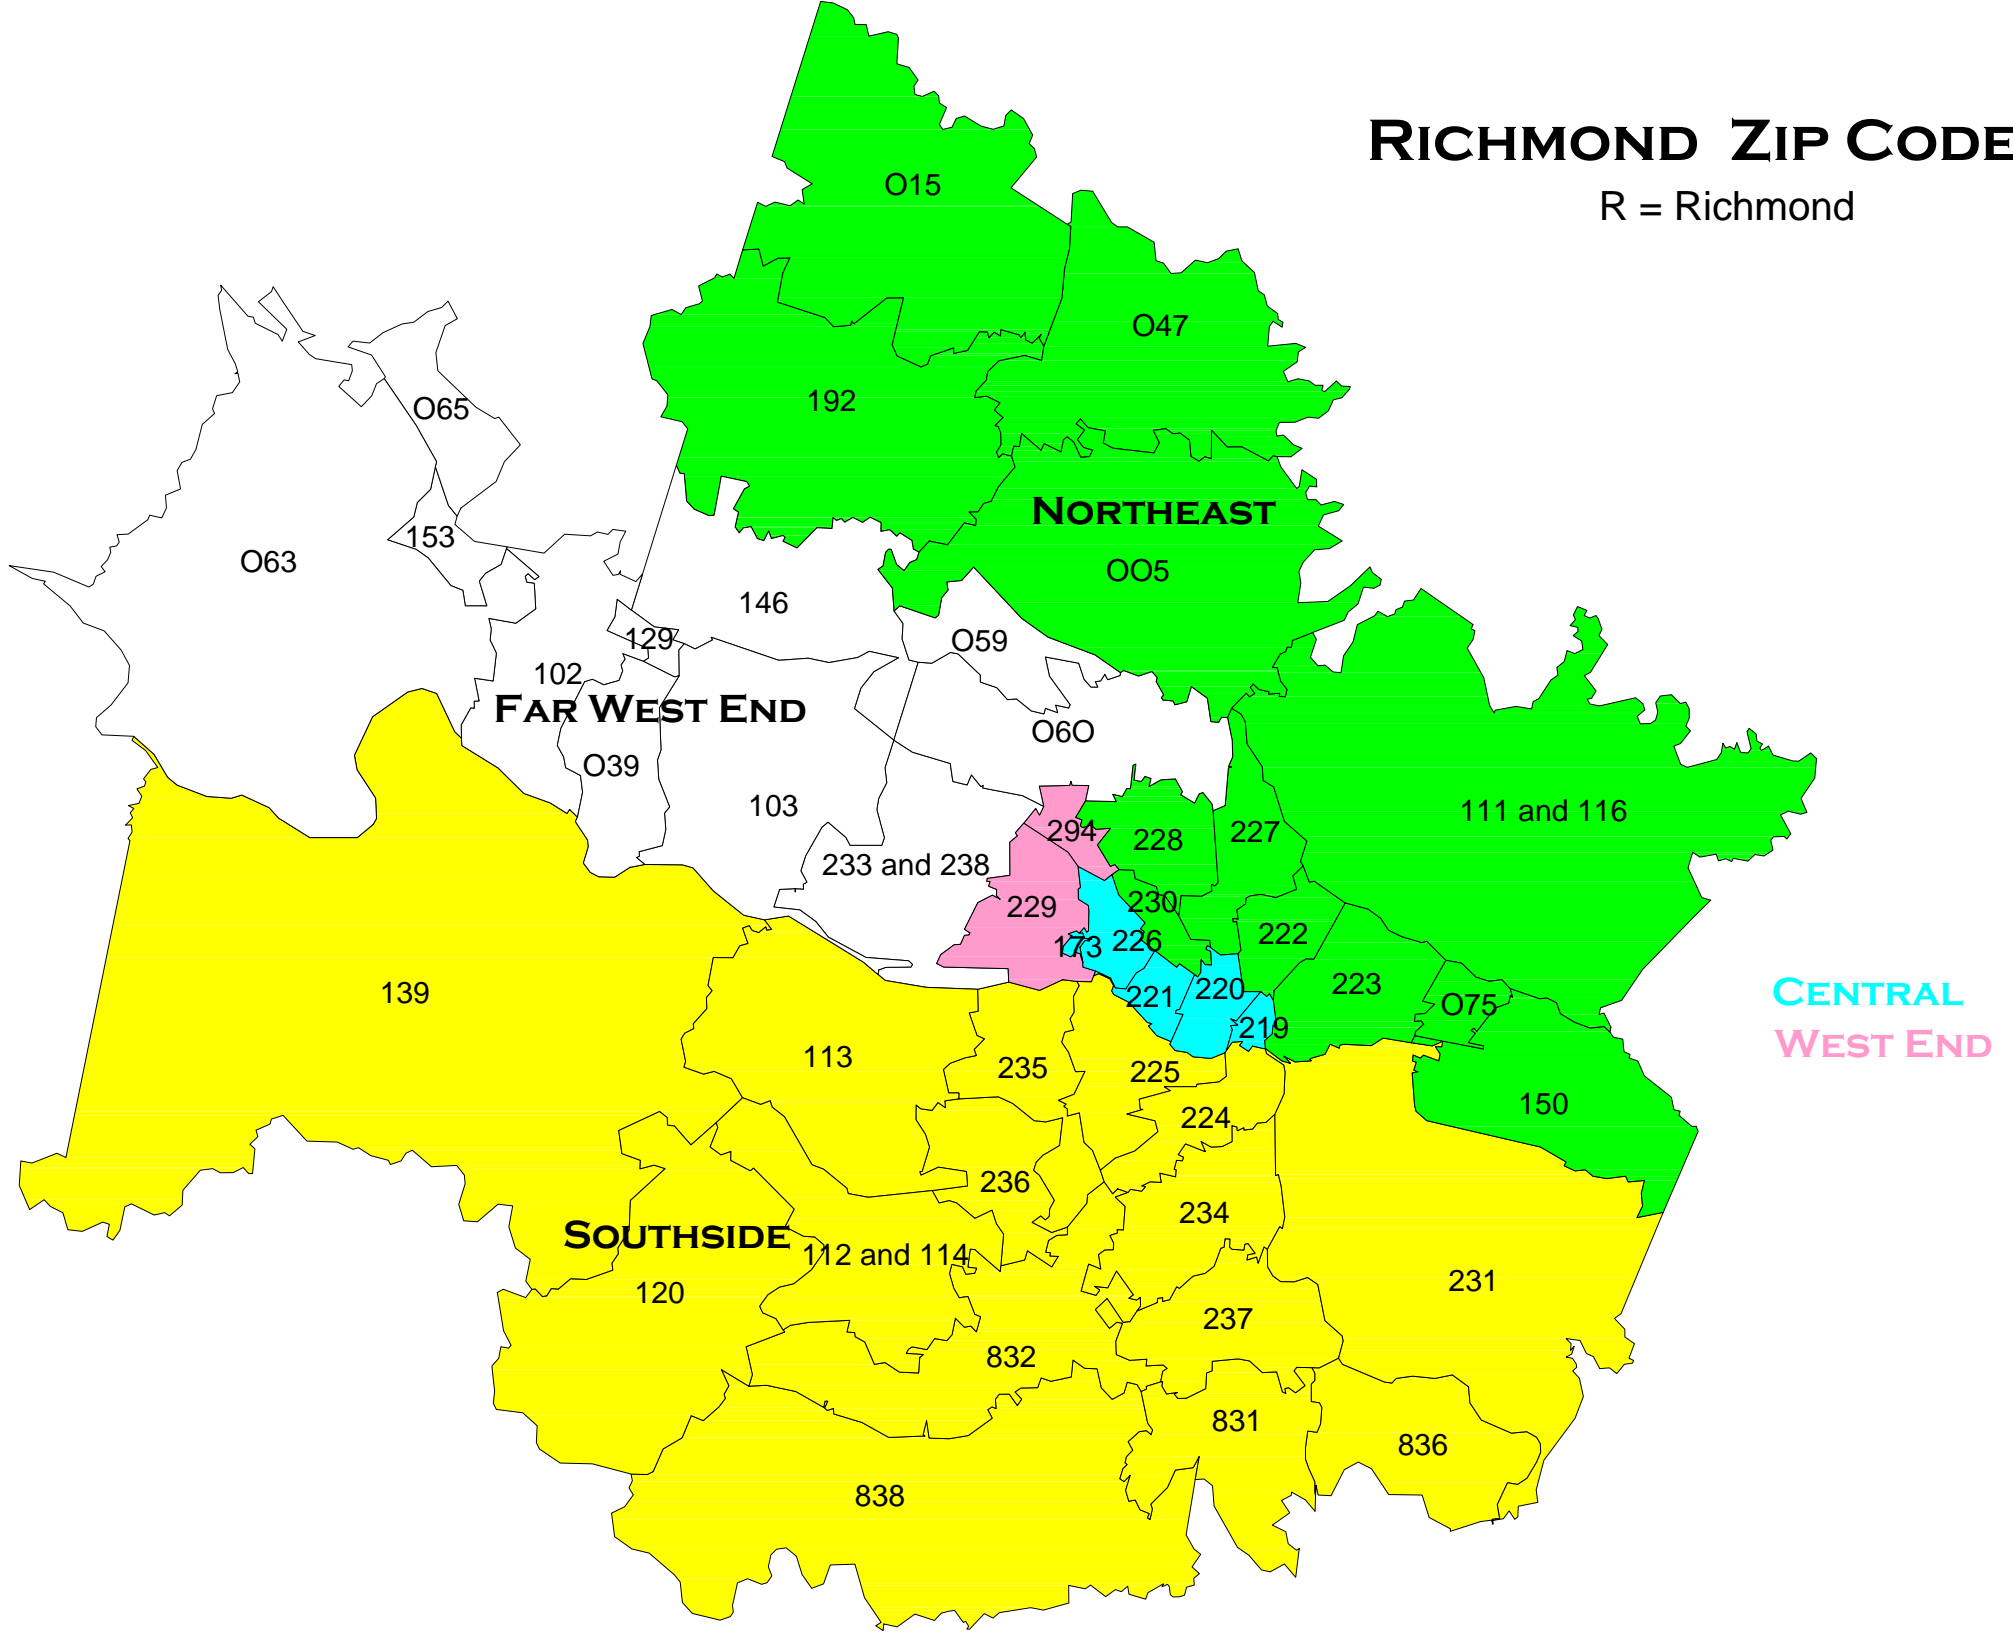 RICHMOND ZIP CODE
R = Richmond
O15
O47
192
O65
NORTHEAST
153
O63
OO5
146
129
O59
102
FAR WEST END
O6O
O39
103
111 and 116
294
227
228
233 and 238
230
229
222
226
173
223
139
220
CENTRAL
221
O75
219
WEST END
113
235
225
150
224
236
234
SOUTHSIDE
112 and 114
231
120
237
832
831
836
838